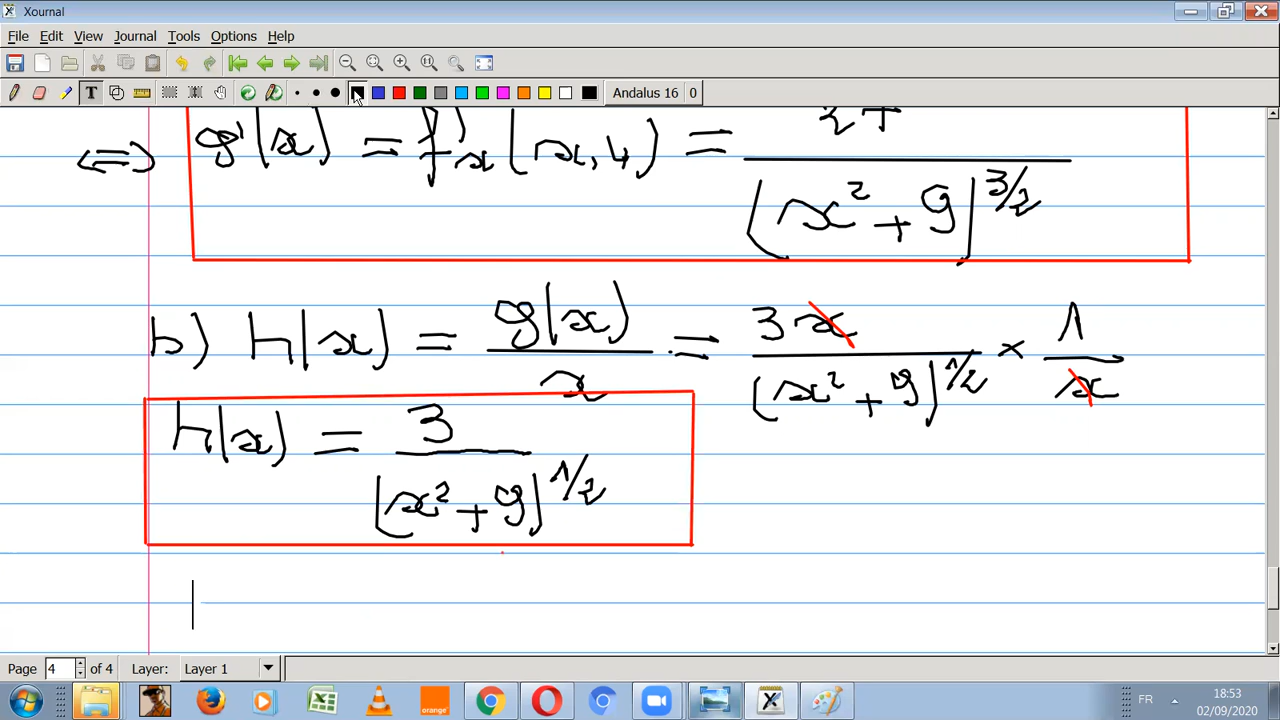 Xournal
File Edit View Journal Tools Options Help
Andalus 16 0
⇔ g'(x) = f'x(x,4) = 27 / (x² + 9)^3/2
b) h(x) = g(x) / x = 3x / (x² + 9)^1/2 × 1 / x
h(x) = 3 / (x² + 9)^1/2
Page 4 of 4 Layer: Layer 1
FR 18:53
02/09/2020